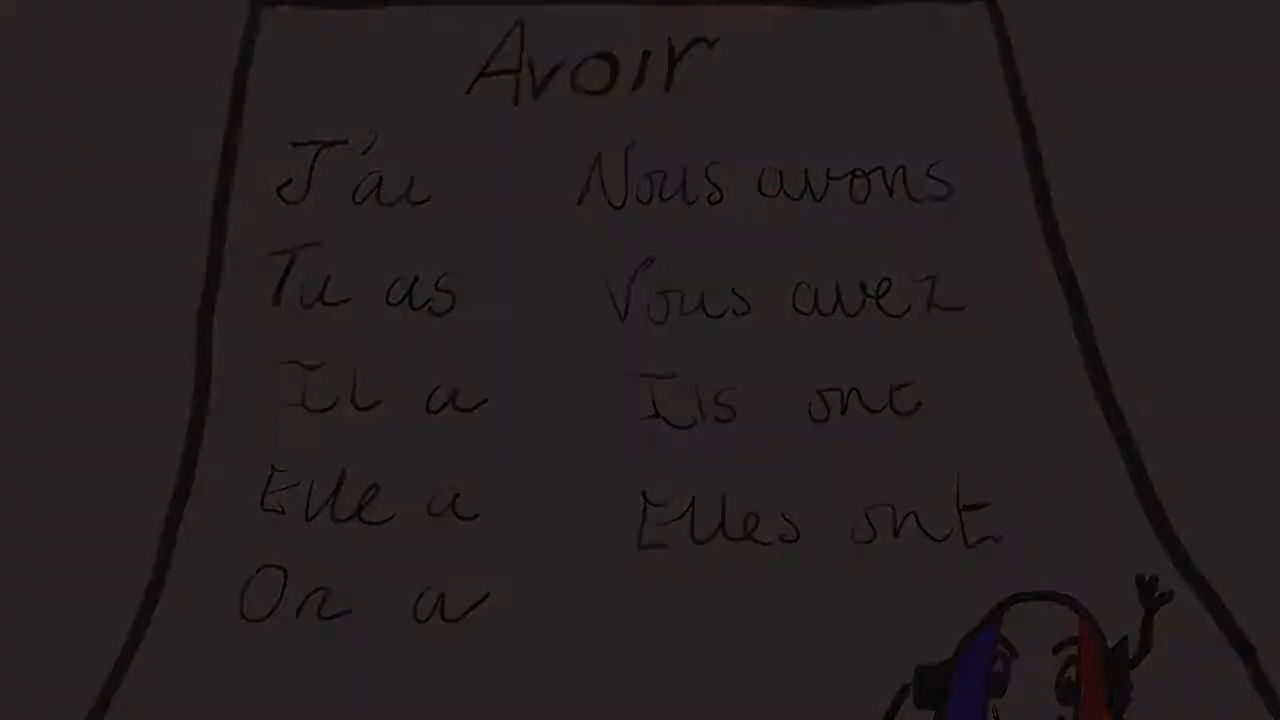 Avoir
J'ai
Tu as
Il a
Elle a
On a
Nous avons
Vous avez
Ils ont
Elles ont